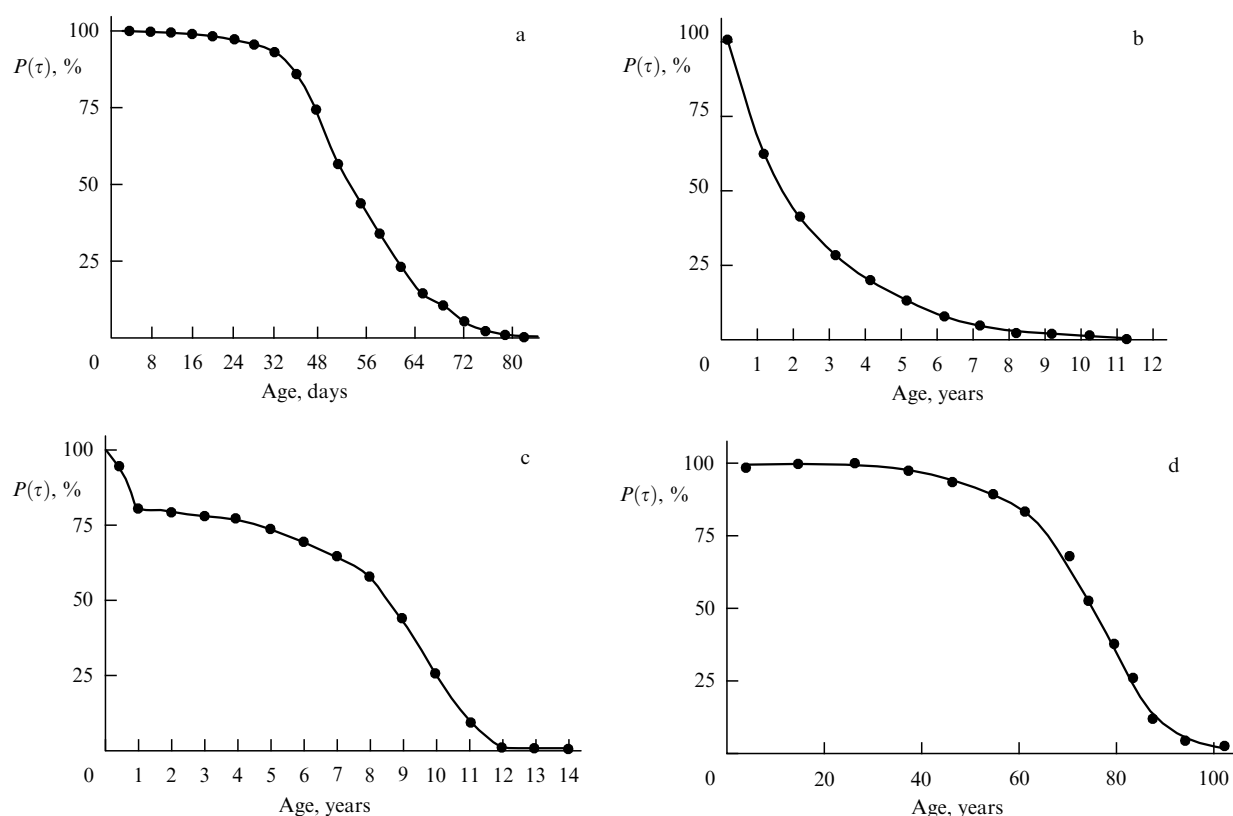 a
100
P(τ), %
75
50
25
0 8 16 24 32 48 56 64 72 80
Age, days
b
100
P(τ), %
75
50
25
0 1 2 3 4 5 6 7 8 9 10 11 12
Age, years
c
100
P(τ), %
75
50
25
0 1 2 3 4 5 6 7 8 9 10 11 12 13 14
Age, years
d
100
P(τ), %
75
50
25
0 20 40 60 80 100
Age, years